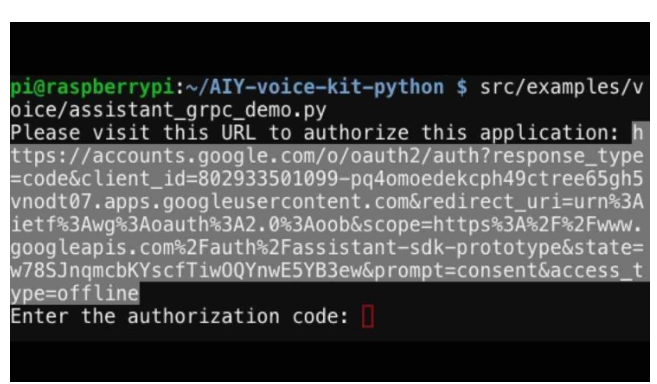 pi@raspberrypi:~/AIY-voice-kit-python $ src/examples/v
oice/assistant_grpc_demo.py
Please visit this URL to authorize this application: h
ttps://accounts.google.com/o/oauth2/auth?response_type
=code&client_id=802933501099-pq4omoedekcph49ctree65gh5
vnodt07.apps.googleusercontent.com&redirect_uri=urn%3A
ietf%3Awg%3Aoauth%3A2.0%3Aoob&scope=https%3A%2F%2Fwww.
googleapis.com%2Fauth%2Fassistant-sdk-prototype&state=
w78SJnqmcbKYscfTiwOQYnwE5YB3ew&prompt=consent&access_t
ype=offline
Enter the authorization code: